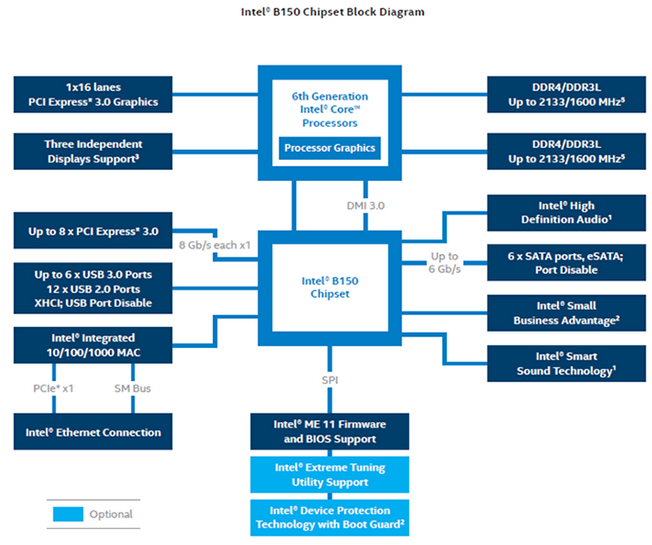 Intel® B150 Chipset Block Diagram
1x16 lanes
PCI Express* 3.0 Graphics
Three Independent
Displays Support³
6th Generation
Intel® Core™
Processors
Processor Graphics
DDR4/DDR3L
Up to 2133/1600 MHz⁵
DDR4/DDR3L
Up to 2133/1600 MHz⁵
DMI 3.0
Up to 8 x PCI Express* 3.0
8 Gb/s each x1
Up to 6 x USB 3.0 Ports
12 x USB 2.0 Ports
XHCI; USB Port Disable
Intel® Integrated
10/100/1000 MAC
PCIe* x1
SM Bus
Intel® Ethernet Connection
Intel® B150
Chipset
Intel® High
Definition Audio¹
Up to
6 Gb/s
6 x SATA ports, eSATA;
Port Disable
Intel® Small
Business Advantage²
Intel® Smart
Sound Technology¹
SPI
Intel® ME 11 Firmware
and BIOS Support
Intel® Extreme Tuning
Utility Support
Intel® Device Protection
Technology with Boot Guard²
Optional